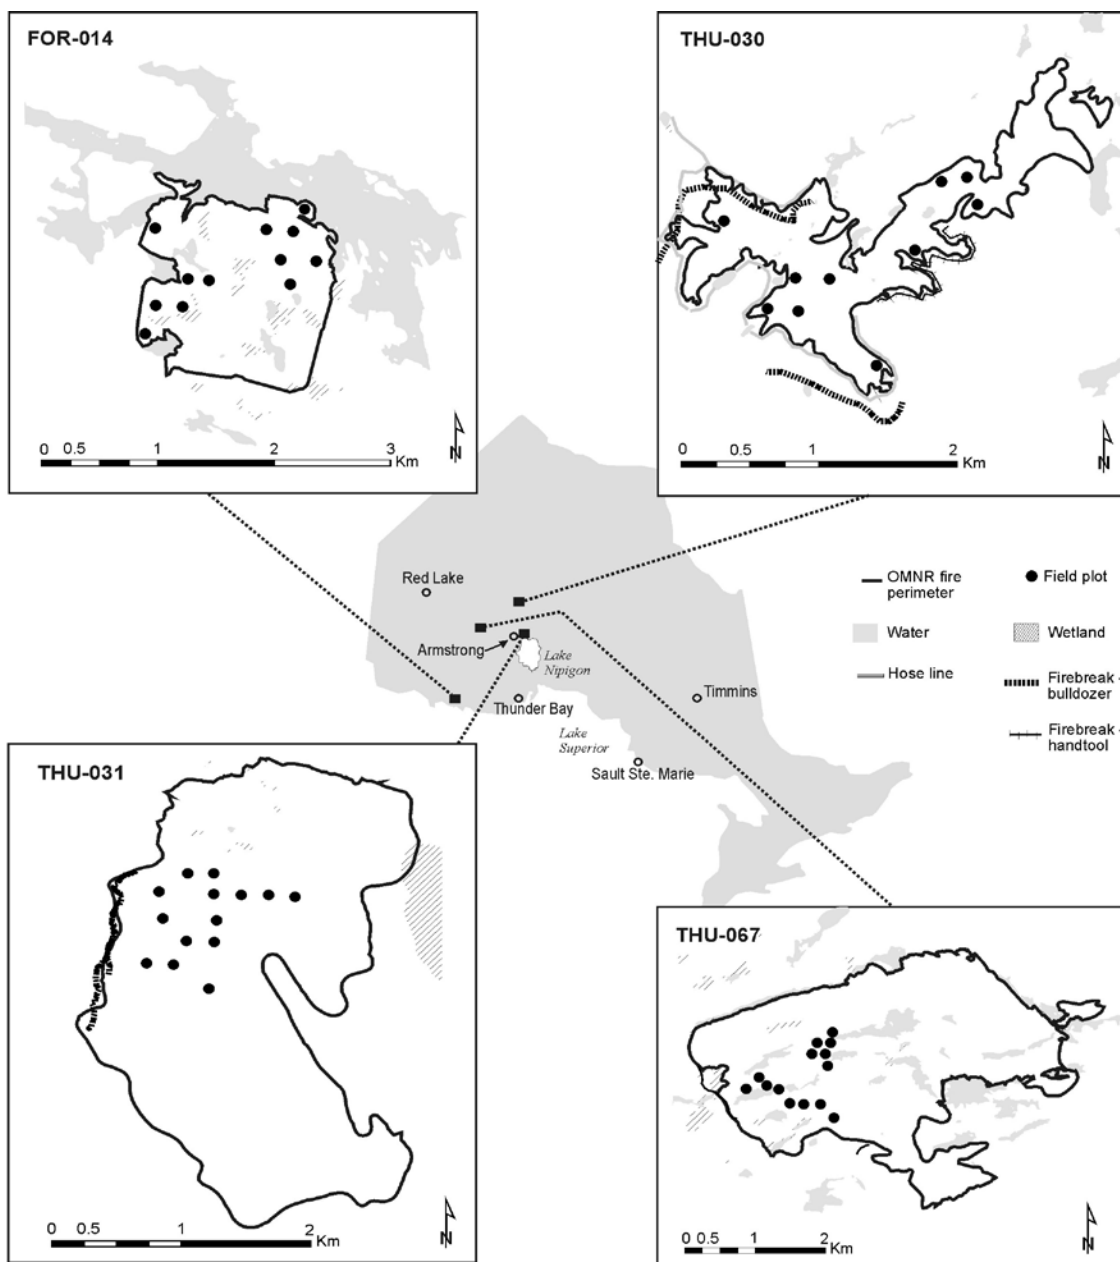 FOR-014
0 0.5 1 2 3
Km
N
THU-030
0 0.5 1 2
Km
N
Red Lake
Armstrong
Lake
Nipigon
Thunder Bay
Timmins
Lake
Superior
Sault Ste. Marie
OMNR fire
perimeter
Field plot
Water
Wetland
Hose line
Firebreak -
bulldozer
Firebreak -
handtool
THU-031
0 0.5 1 2
Km
N
THU-067
0 0.5 1 2
Km
N